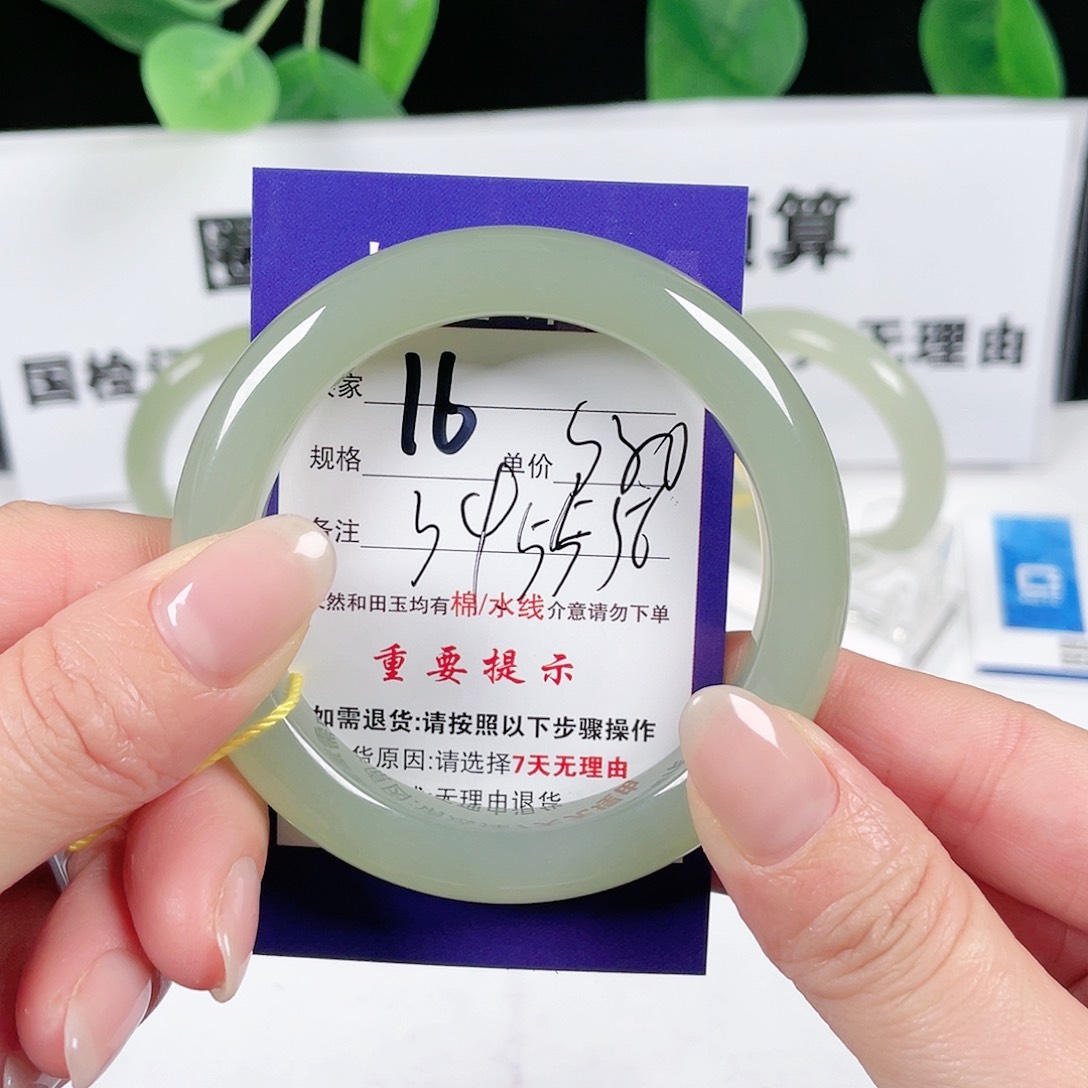 圈 算
国检 无理由
家 16
规格 单价 580
备注 54 55 56
然和田玉均有棉/水线介意请勿下单
重要提示
如需退货:请按照以下步骤操作
货原因:请选择7天无理由
无理由退货